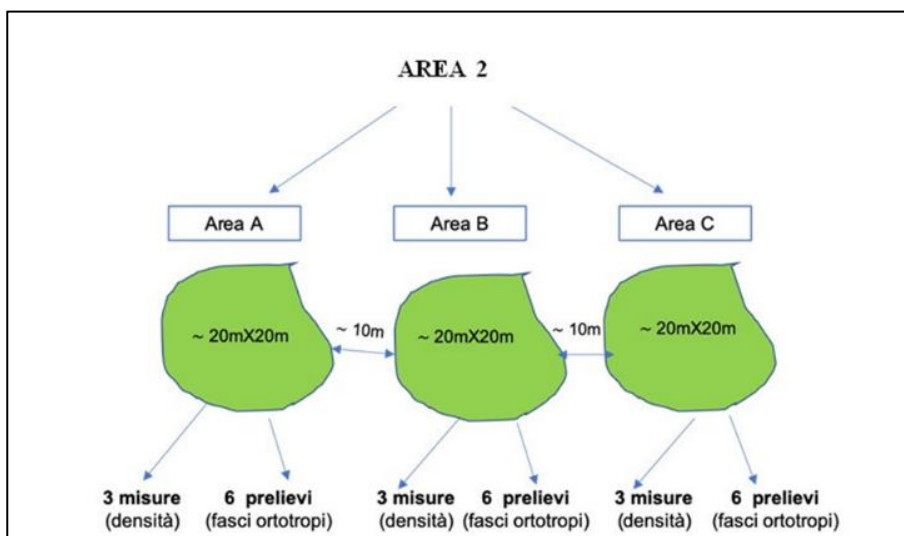 AREA 2
Area A
Area B
Area C
~ 20mX20m
~ 10m
~ 20mX20m
~ 10m
~ 20mX20m
3 misure
(densità)
6 prelievi
(fasci ortotropi)
3 misure
(densità)
6 prelievi
(fasci ortotropi)
3 misure
(densità)
6 prelievi
(fasci ortotropi)